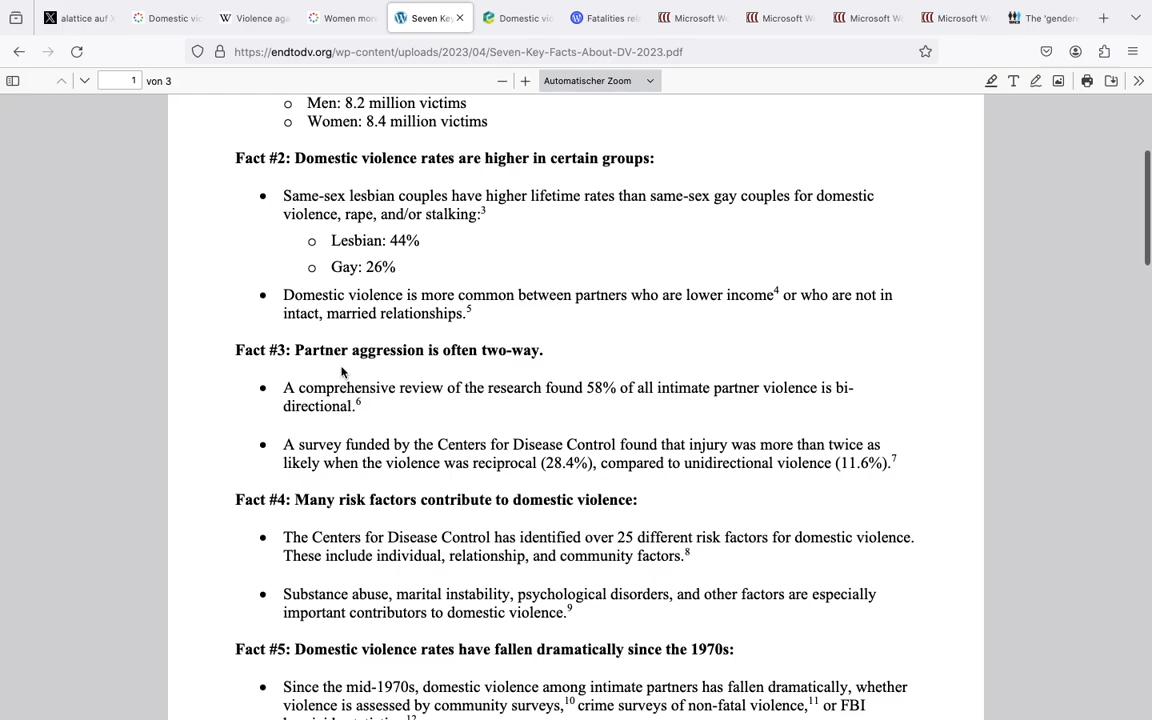 alattice auf X
Domestic vio
Violence aga
Women more
Seven Key
Domestic vio
Fatalities rela
Microsoft Wo
Microsoft Wo
Microsoft Wo
Microsoft Wo
The 'gender
https://endtodv.org/wp-content/uploads/2023/04/Seven-Key-Facts-About-DV-2023.pdf
1 von 3
Automatischer Zoom
o Men: 8.2 million victims
o Women: 8.4 million victims
Fact #2: Domestic violence rates are higher in certain groups:
• Same-sex lesbian couples have higher lifetime rates than same-sex gay couples for domestic
violence, rape, and/or stalking:3
o Lesbian: 44%
o Gay: 26%
• Domestic violence is more common between partners who are lower income4 or who are not in
intact, married relationships.5
Fact #3: Partner aggression is often two-way.
• A comprehensive review of the research found 58% of all intimate partner violence is bi-
directional.6
• A survey funded by the Centers for Disease Control found that injury was more than twice as
likely when the violence was reciprocal (28.4%), compared to unidirectional violence (11.6%).7
Fact #4: Many risk factors contribute to domestic violence:
• The Centers for Disease Control has identified over 25 different risk factors for domestic violence.
These include individual, relationship, and community factors.8
• Substance abuse, marital instability, psychological disorders, and other factors are especially
important contributors to domestic violence.9
Fact #5: Domestic violence rates have fallen dramatically since the 1970s:
• Since the mid-1970s, domestic violence among intimate partners has fallen dramatically, whether
violence is assessed by community surveys,10 crime surveys of non-fatal violence,11 or FBI